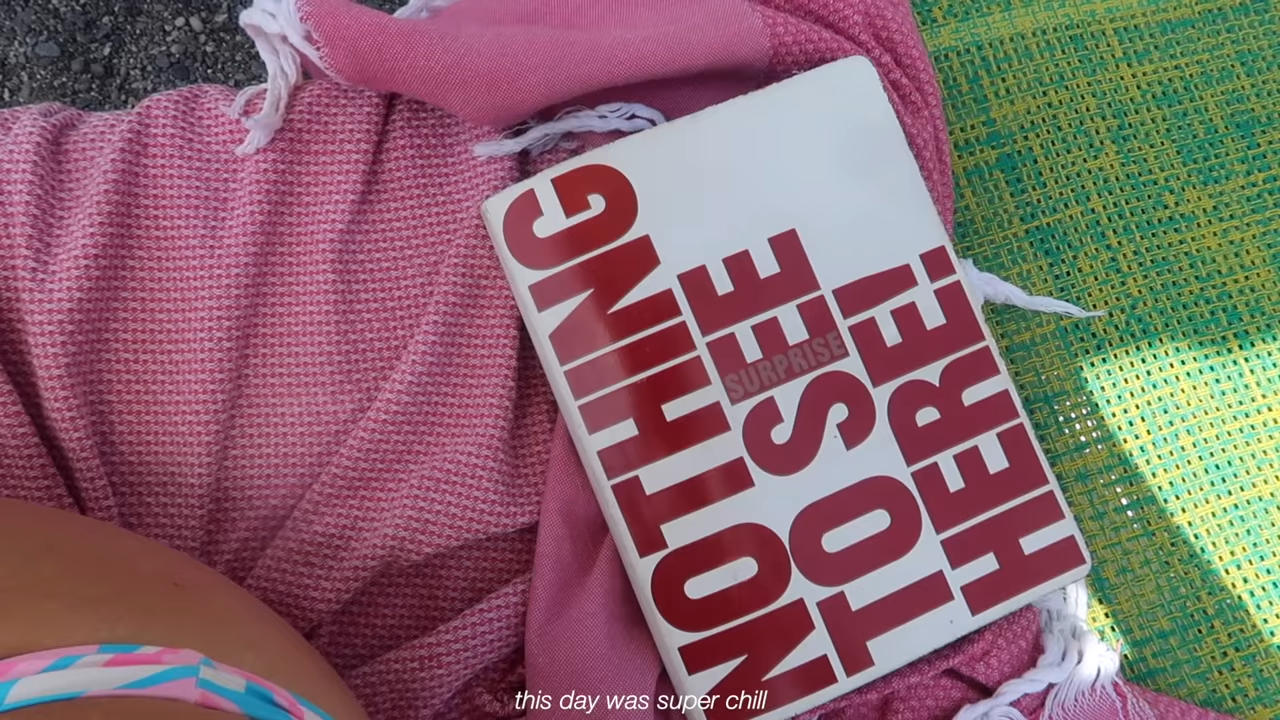 NOTHING
TO SEE
SURPRISE
HERE!
this day was super chill